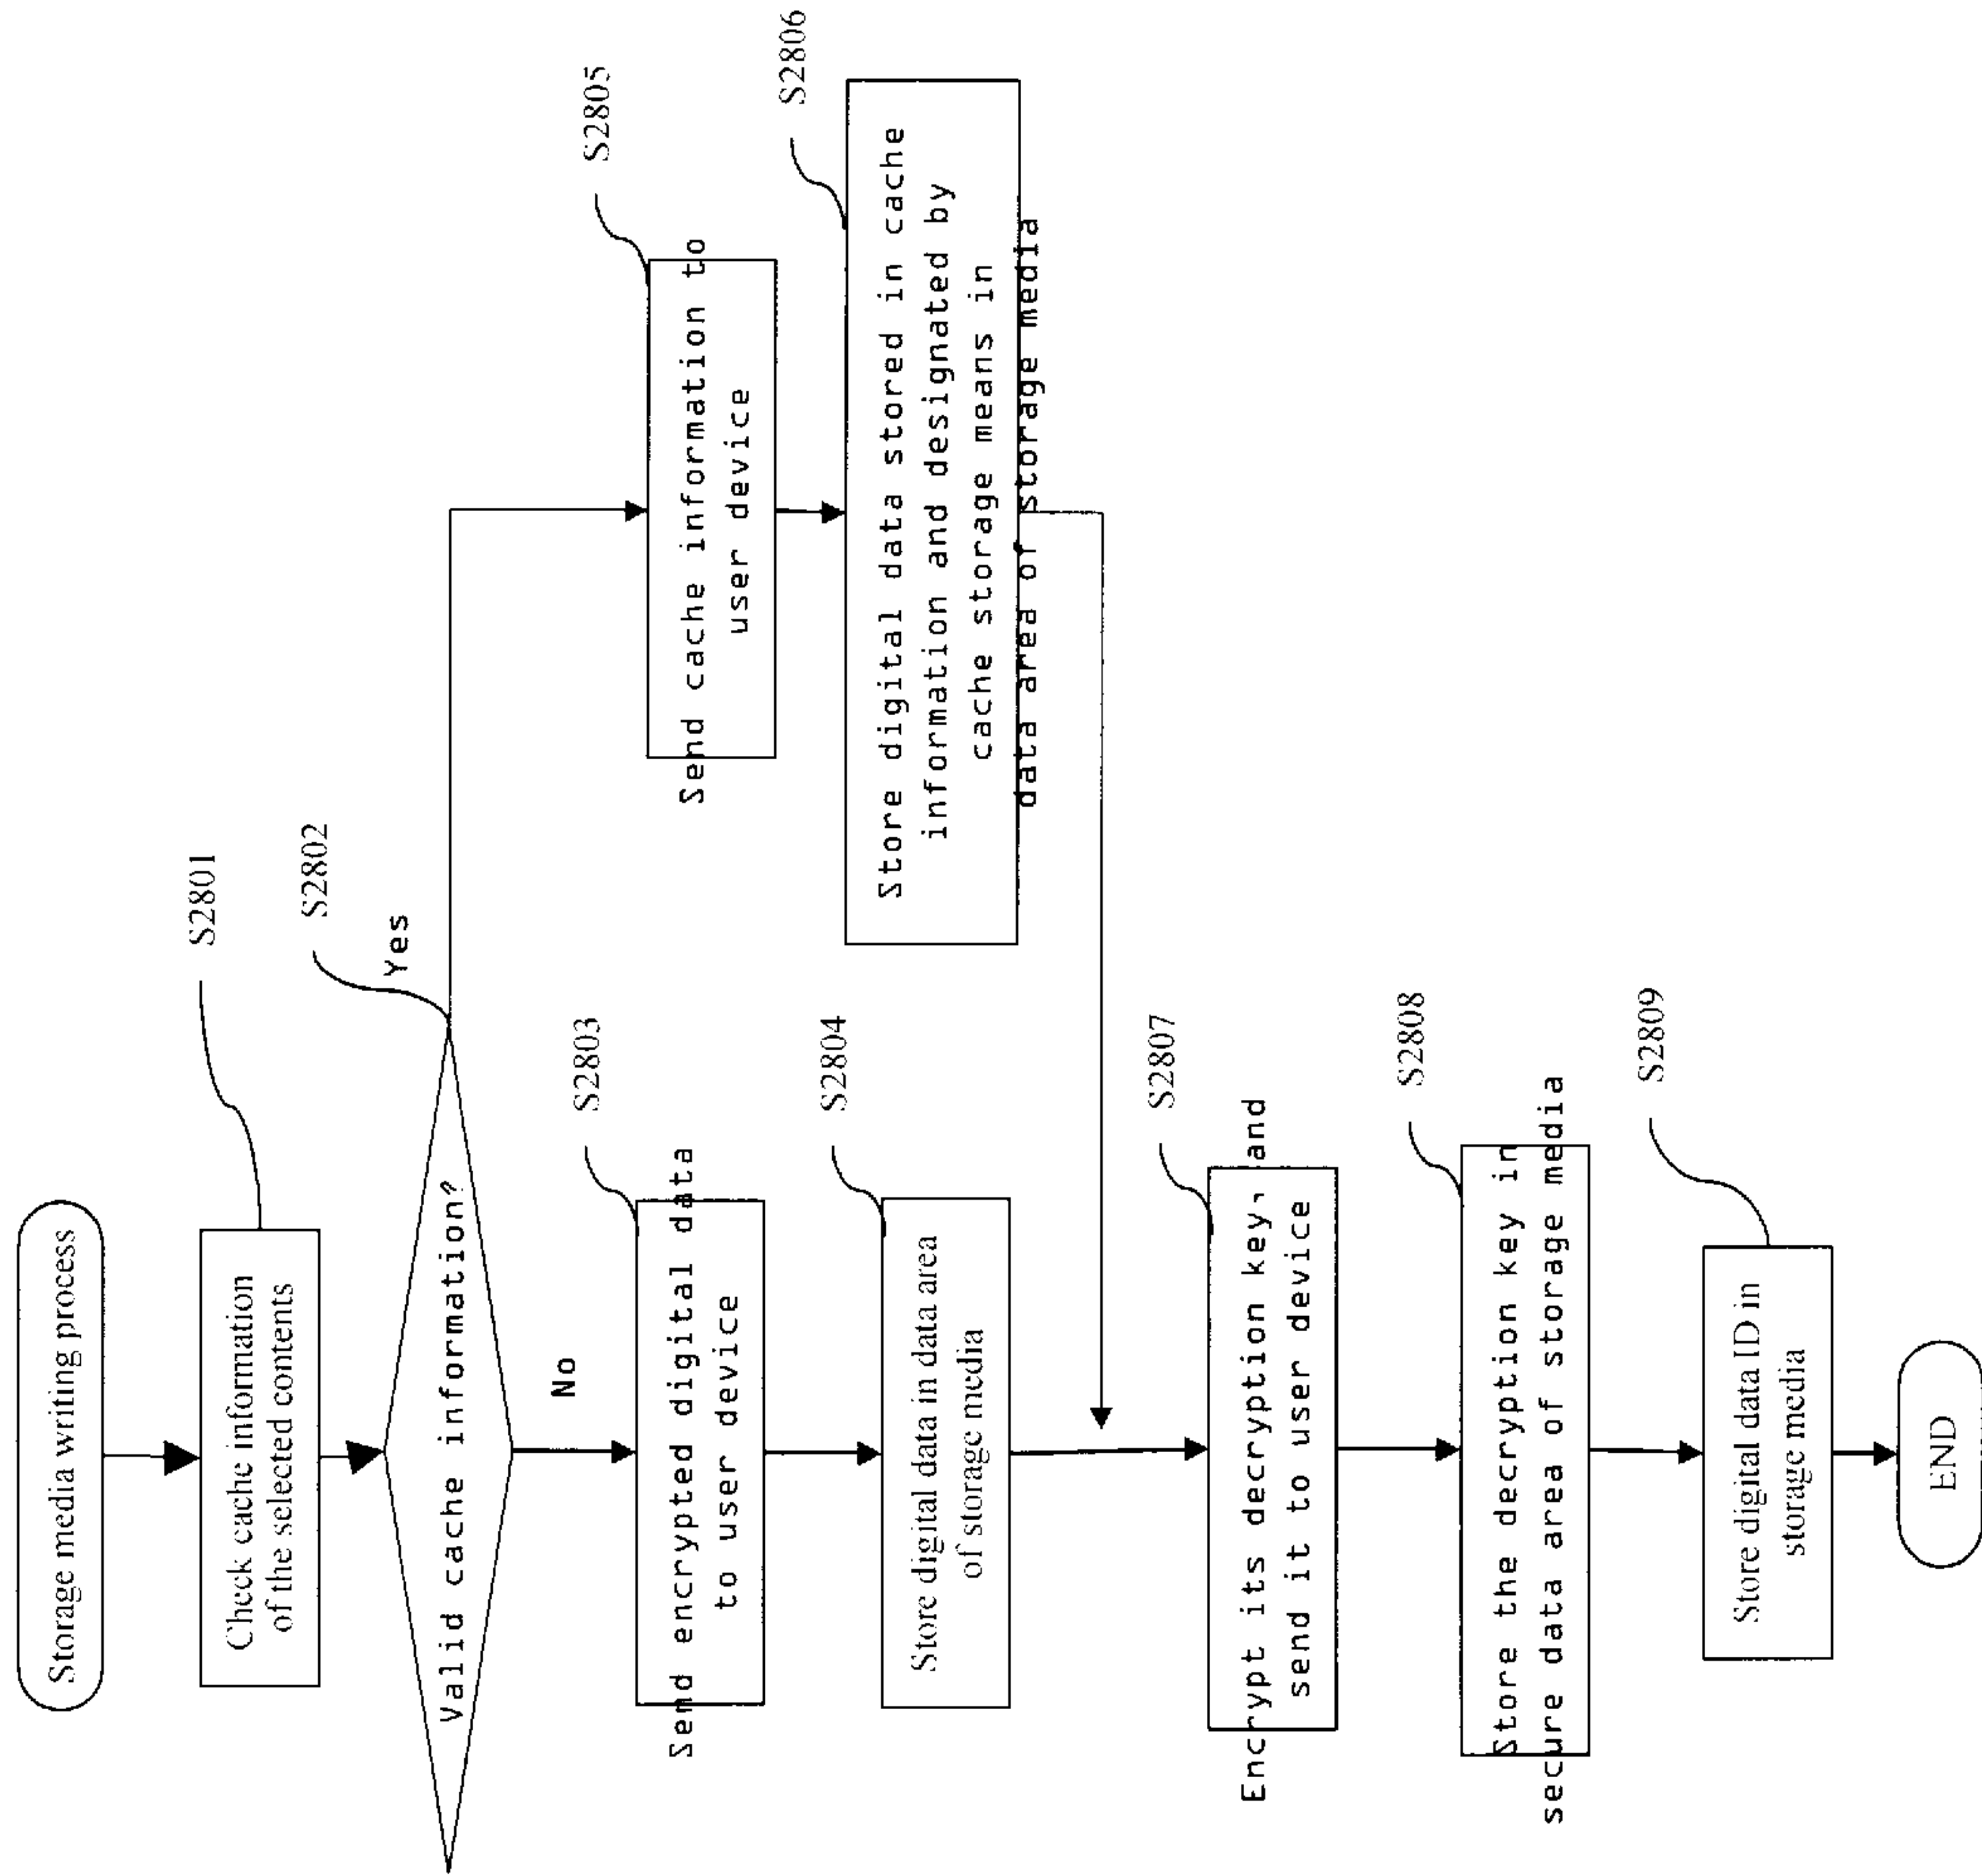 Storage media writing process
S2801
Check cache information
of the selected contents
S2802
Valid cache information?
Yes
No
S2803
Send encrypted digital data
to user device
S2804
Store digital data in data area
of storage media
S2805
Send cache information to
user device
S2806
Store digital data stored in cache
information and designated by
cache storage means in
data area of storage media
S2807
Encrypt its decryption key, and
send it to user device
S2808
Store the decryption key in
secure data area of storage media
S2809
Store digital data ID in
storage media
END